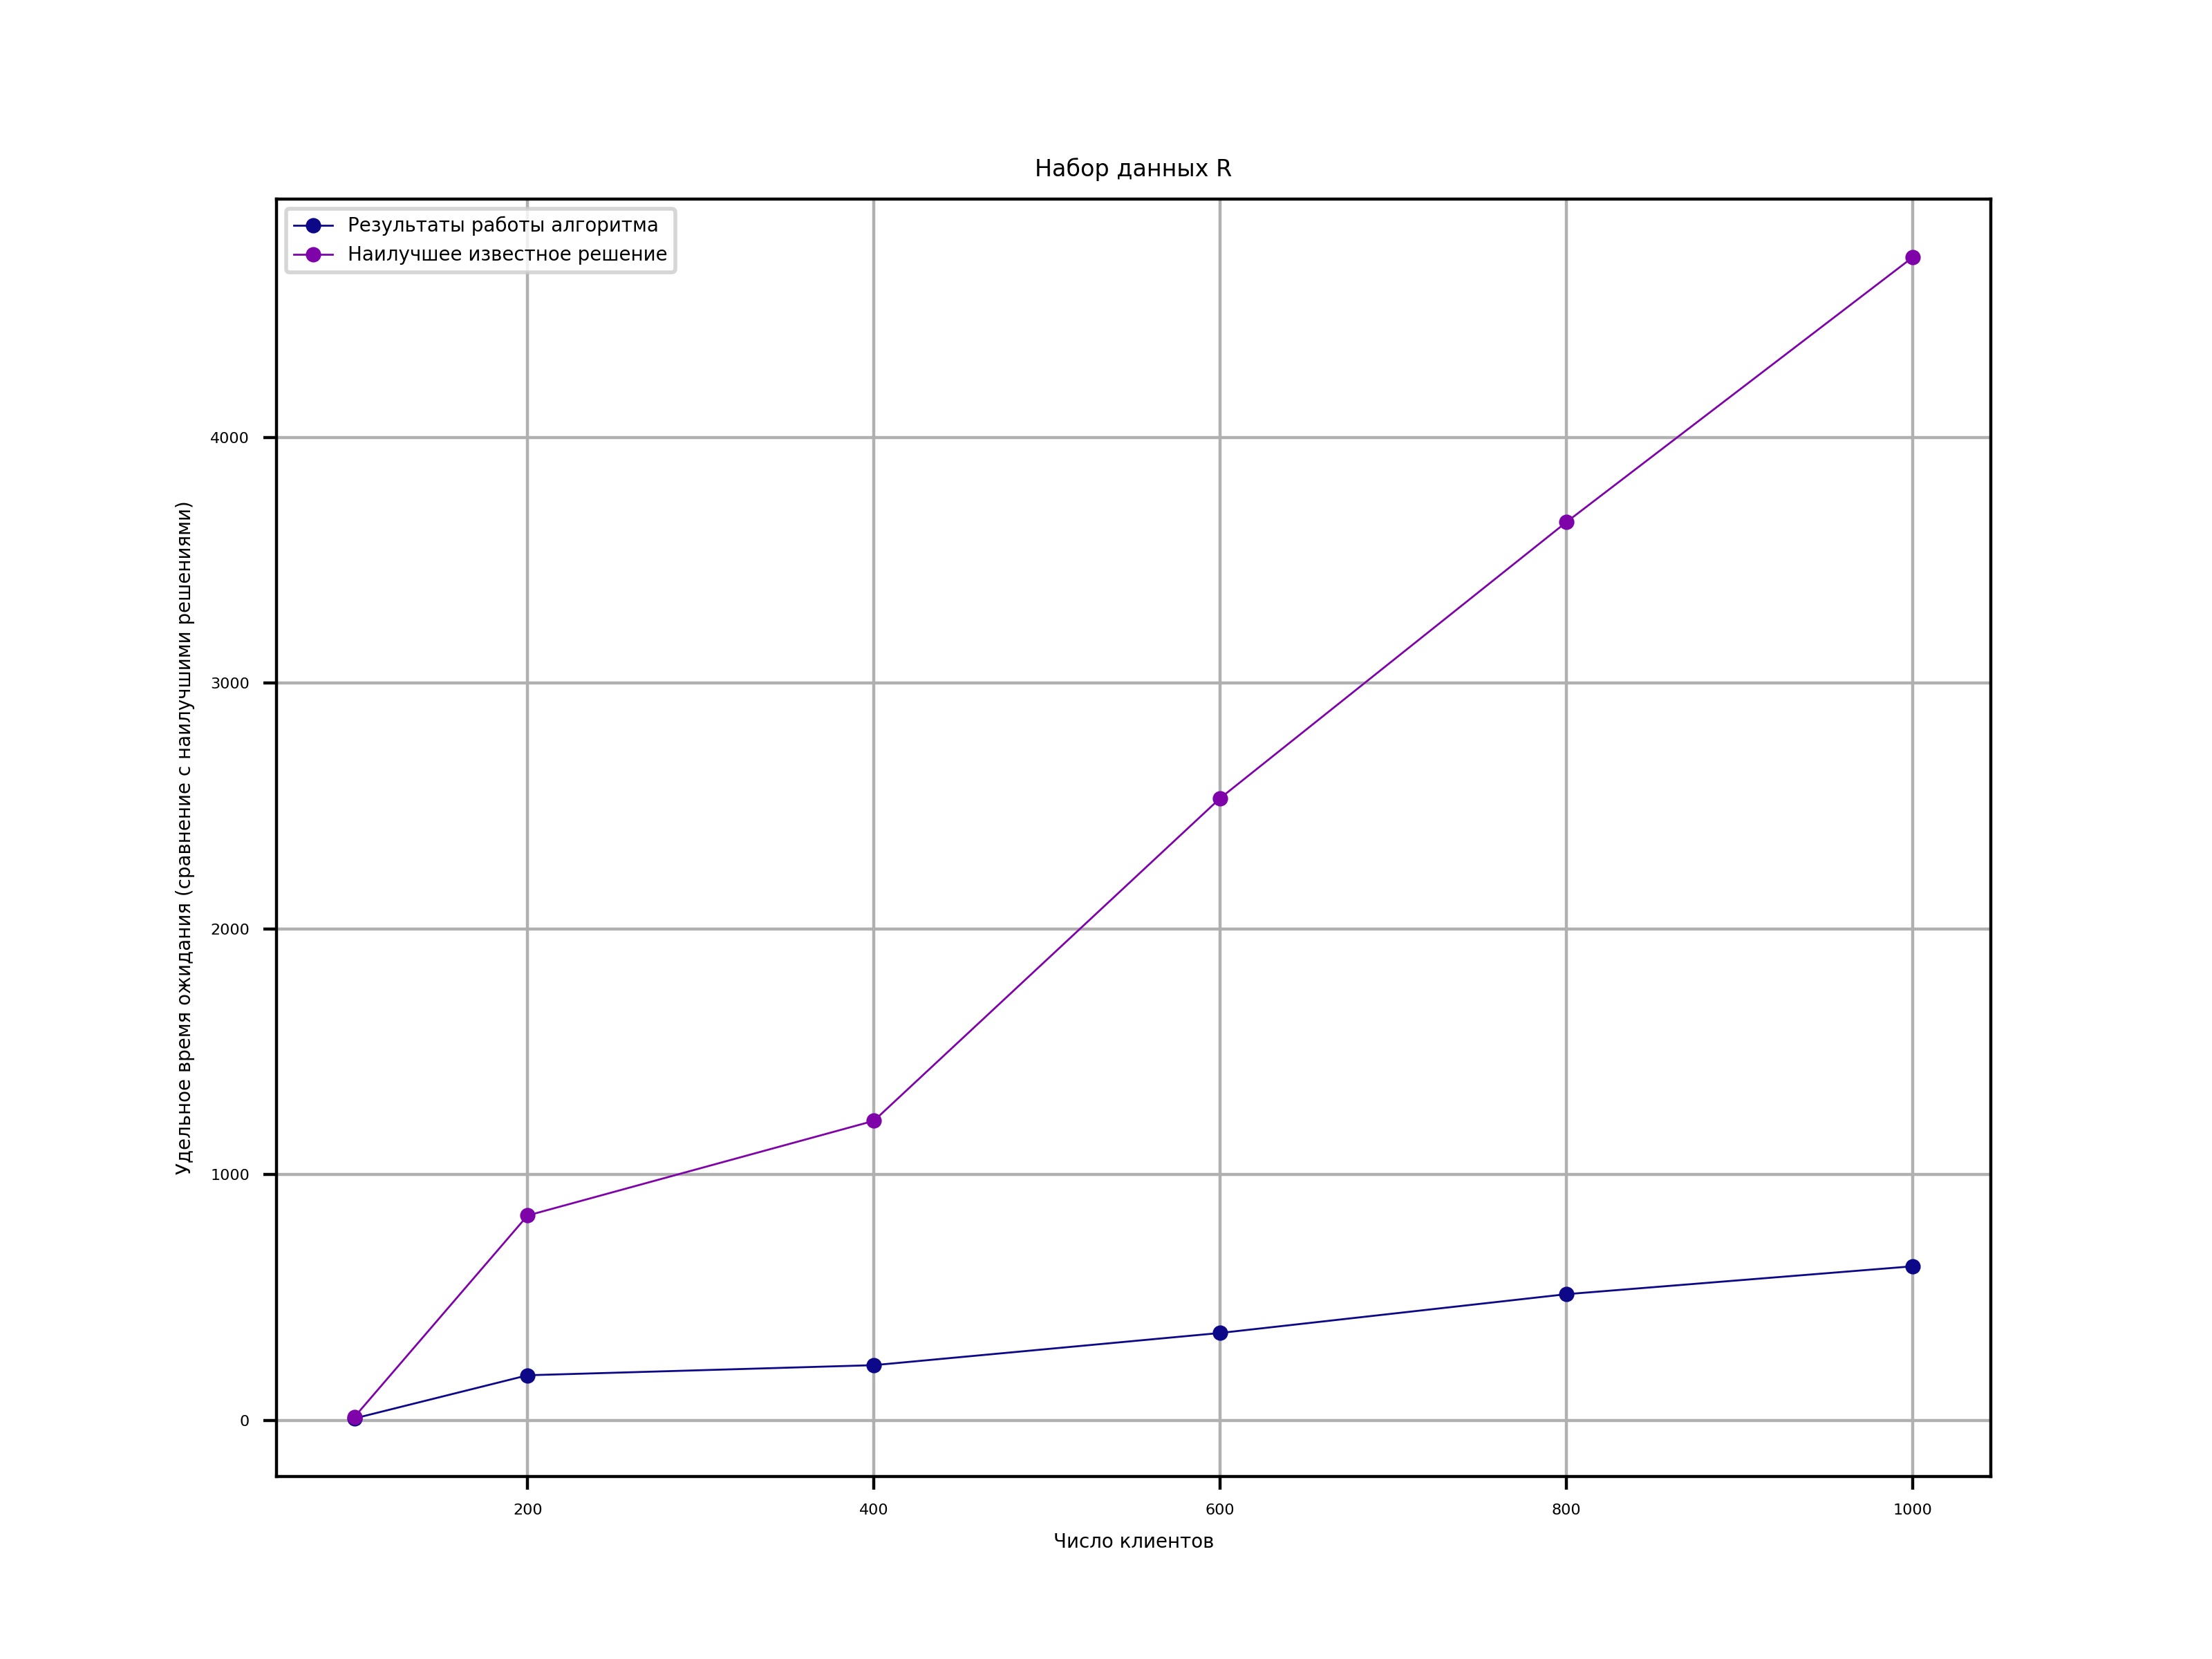 Набор данных R
Результаты работы алгоритма
Наилучшее известное решение
Удельное время ожидания (сравнение с наилучшими решениями)
4000
3000
2000
1000
0
200 400 600 800 1000
Число клиентов